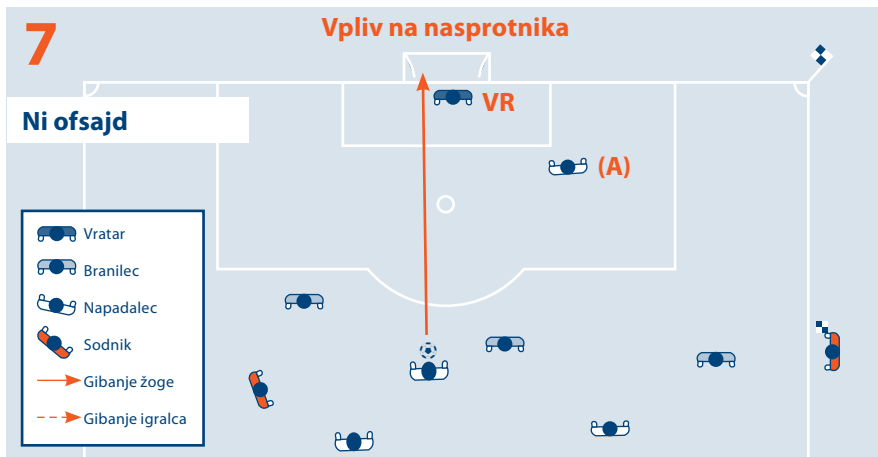 7
Vpliv na nasprotnika
Ni ofsajd
VR
(A)
Vratar
Branilec
Napadalec
Sodnik
Gibanje žoge
Gibanje igralca